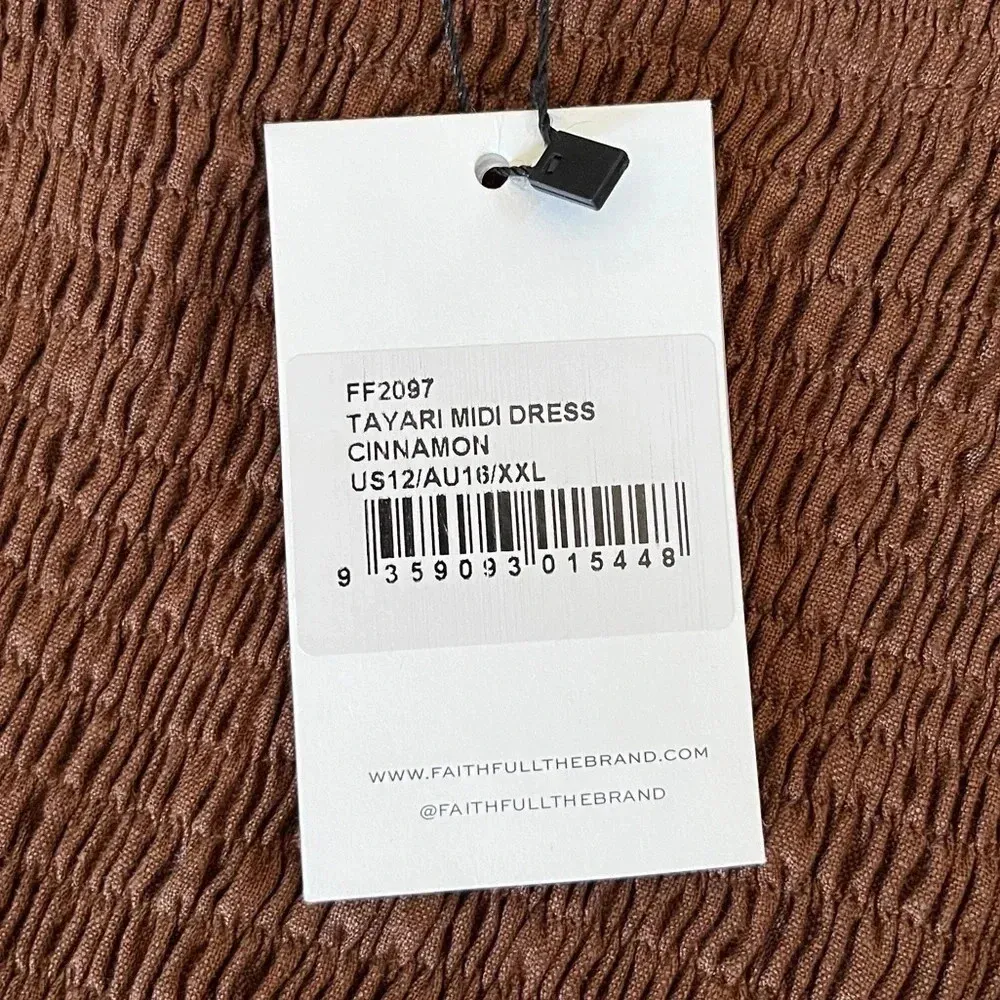 FF2097
TAYARI MIDI DRESS
CINNAMON
US12/AU16/XXL
9 359093 015448
WWW.FAITHFULLTHEBRAND.COM
@FAITHFULLTHEBRAND